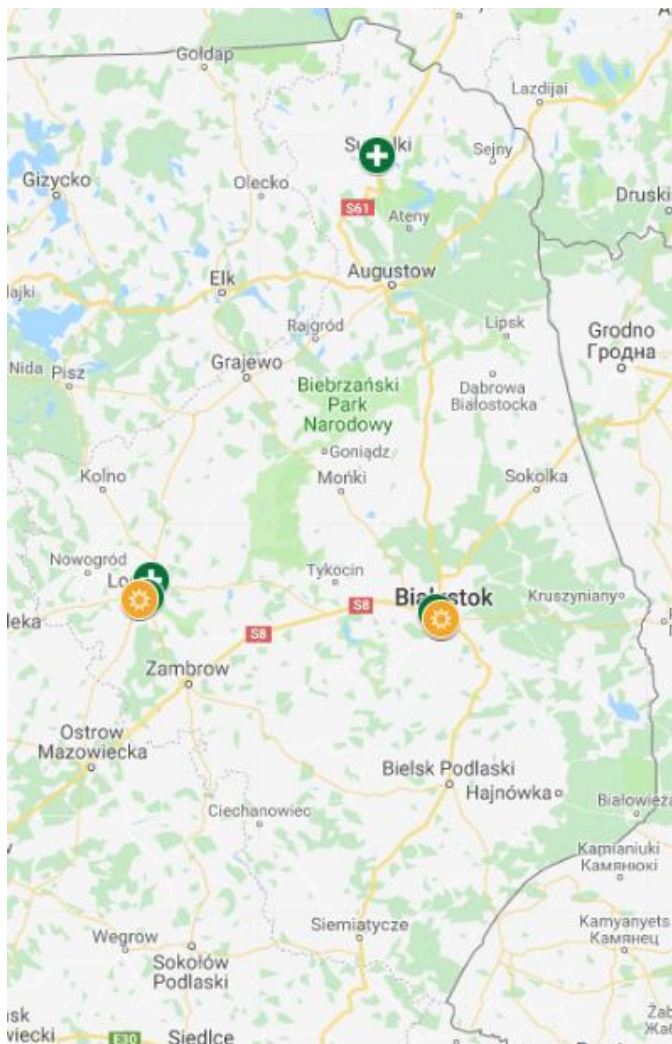 Gołdap
Lazdijai
Sejny
Gizycko
Olecko
S61
Ateny
Elk
Augustow
Rajgród
Lipsk
Grodno
Гродна
Nida
Pisz
Grajewo
Biebrzański
Park
Narodowy
Dąbrowa
Białostocka
Goniądz
Kolno
Mońki
Sokolka
Nowogród
Tykocin
S8
Kruszyniany
S8
Zambrow
Ostrow
Mazowiecka
Bielsk Podlaski
Hajnówka
Ciechanowiec
Kamianiuki
Камянюкі
Siemiatycze
Kamyanyets
Камянец
Wegrow
Sokołów
Podlaski
E30
Siedlce